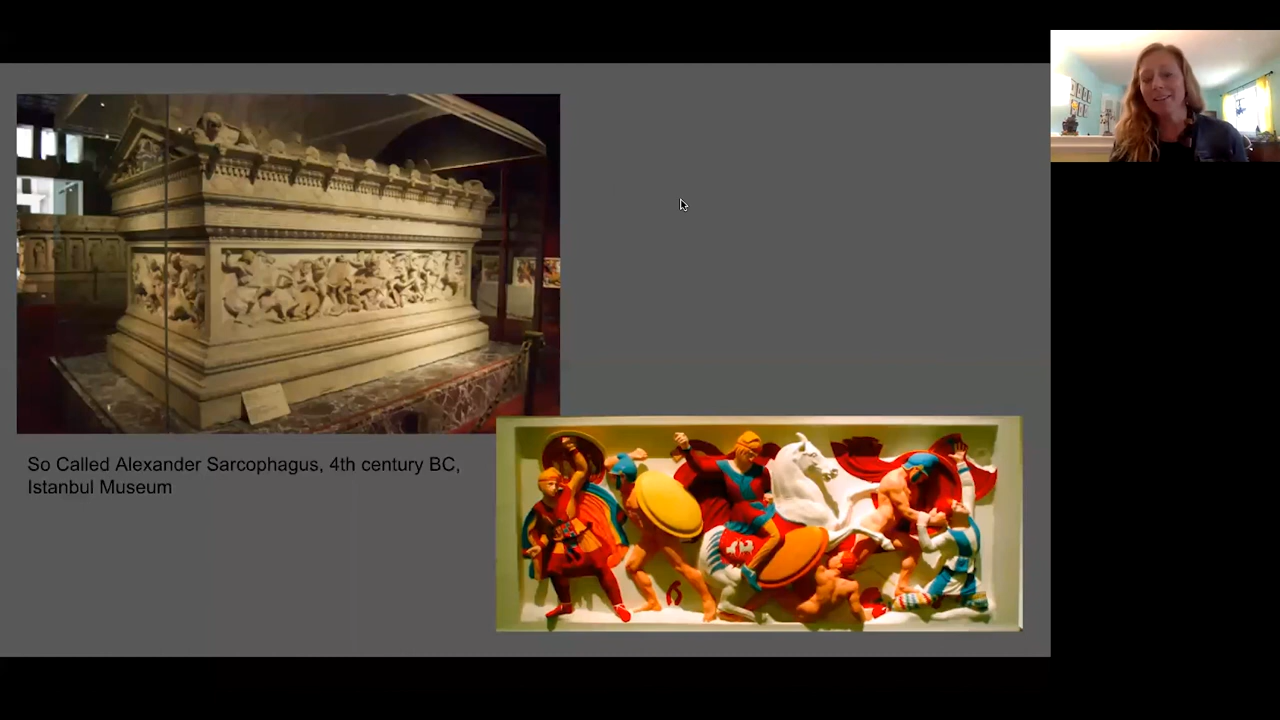 So Called Alexander Sarcophagus, 4th century BC,
Istanbul Museum